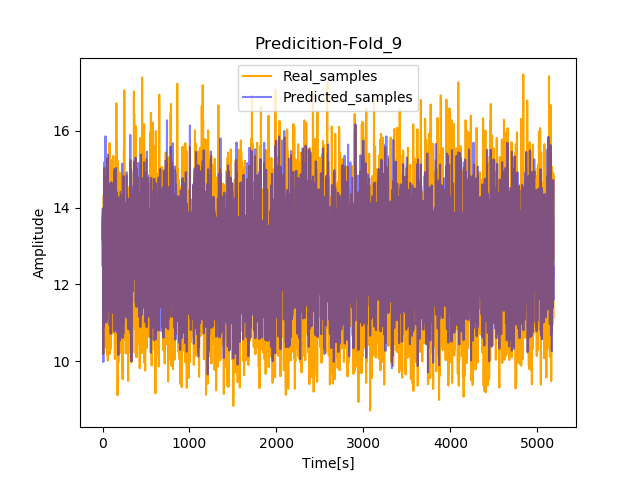 Predicition-Fold_9
Real_samples
Predicted_samples
Amplitude
16
14
12
10
0 1000 2000 3000 4000 5000
Time[s]